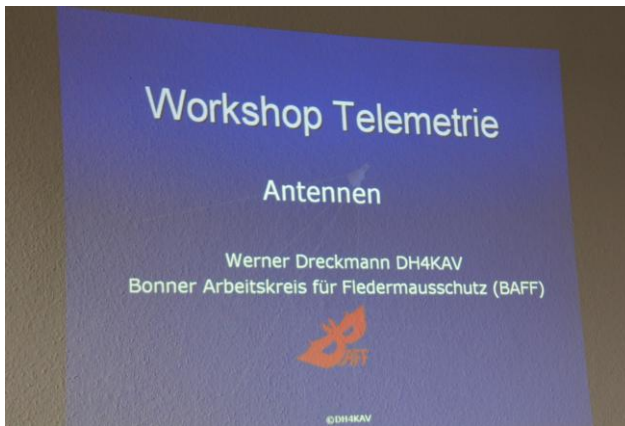 Workshop Telemetrie
Antennen
Werner Dreckmann DH4KAV
Bonner Arbeitskreis für Fledermausschutz (BAFF)
BAFF
©DH4KAV